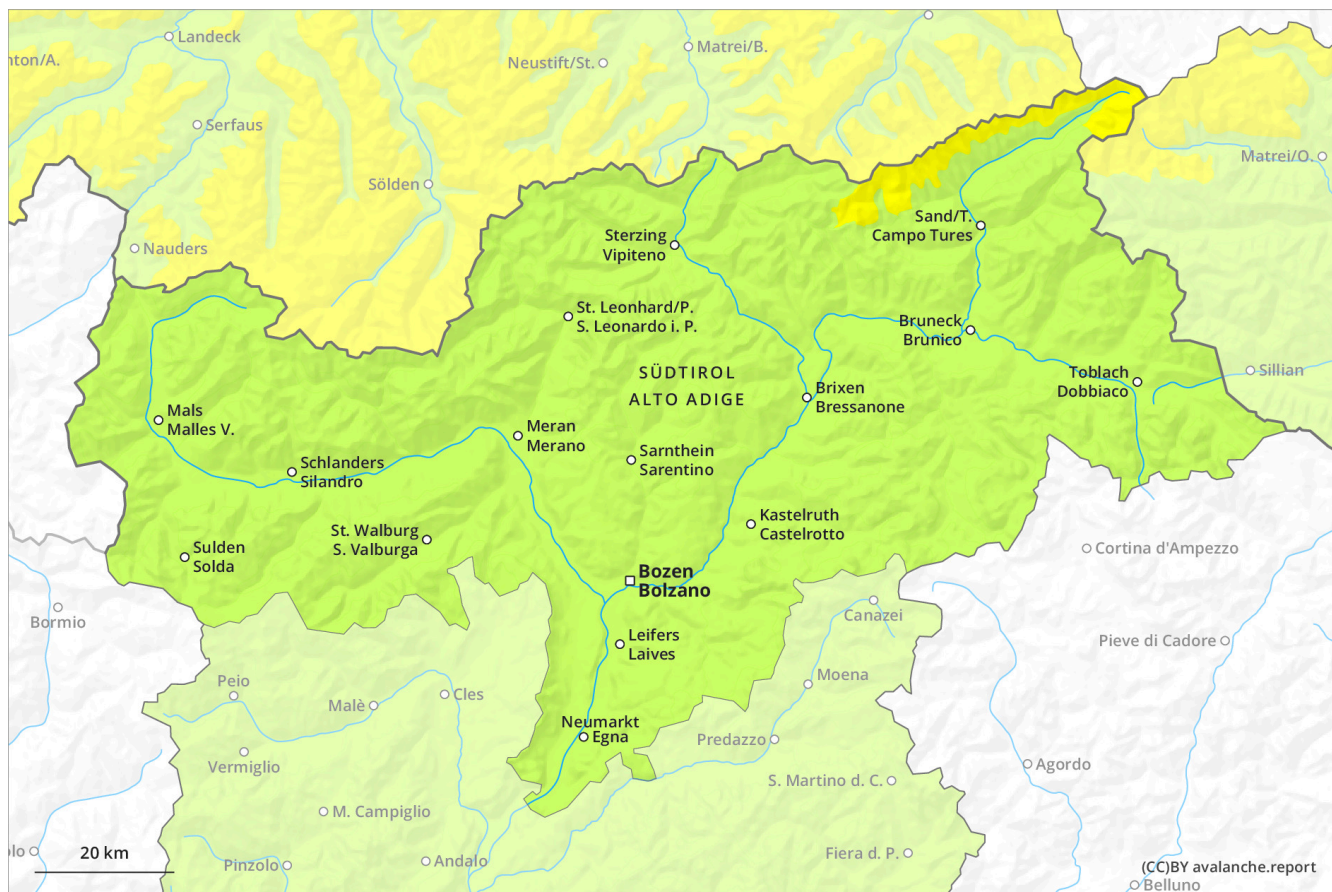 Landeck
nton/A.
Matrei/B.
Neustift/St.
Serfaus
Matrei/O.
Sölden
Nauders
Sand/T.
Campo Tures
Sterzing
Vipiteno
St. Leonhard/P.
S. Leonardo i. P.
Bruneck
Brunico
SÜDTIROL
ALTO ADIGE
Toblach
Dobbiaco
Sillian
Brixen
Bressanone
Mals
Malles V.
Meran
Merano
Sarnthein
Sarentino
Schlanders
Silandro
Kastelruth
Castelrotto
St. Walburg
S. Valburga
Sulden
Solda
Cortina d'Ampezzo
Bozen
Bolzano
Bormio
Canazei
Leifers
Laives
Pieve di Cadore
Peio
Moena
Malè
Cles
Neumarkt
Egna
Predazzo
Vermiglio
Agordo
S. Martino d. C.
M. Campiglio
olo
20 km
Pinzolo
Andalo
Fiera d. P.
(CC)BY avalanche.report
Belluno